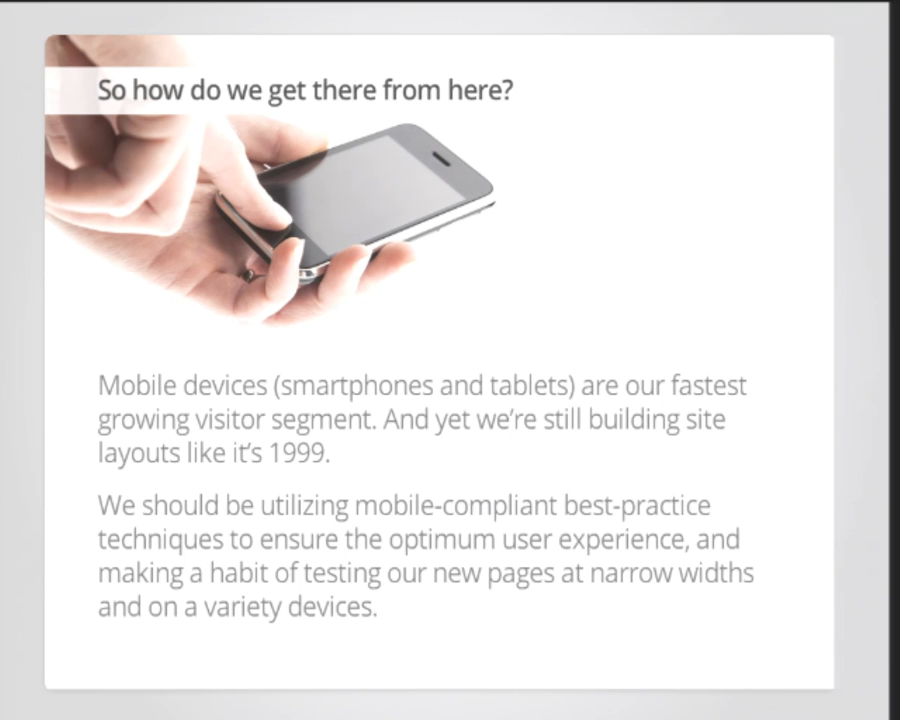 So how do we get there from here?
Mobile devices (smartphones and tablets) are our fastest
growing visitor segment. And yet we’re still building site
layouts like it’s 1999.
We should be utilizing mobile-compliant best-practice
techniques to ensure the optimum user experience, and
making a habit of testing our new pages at narrow widths
and on a variety devices.